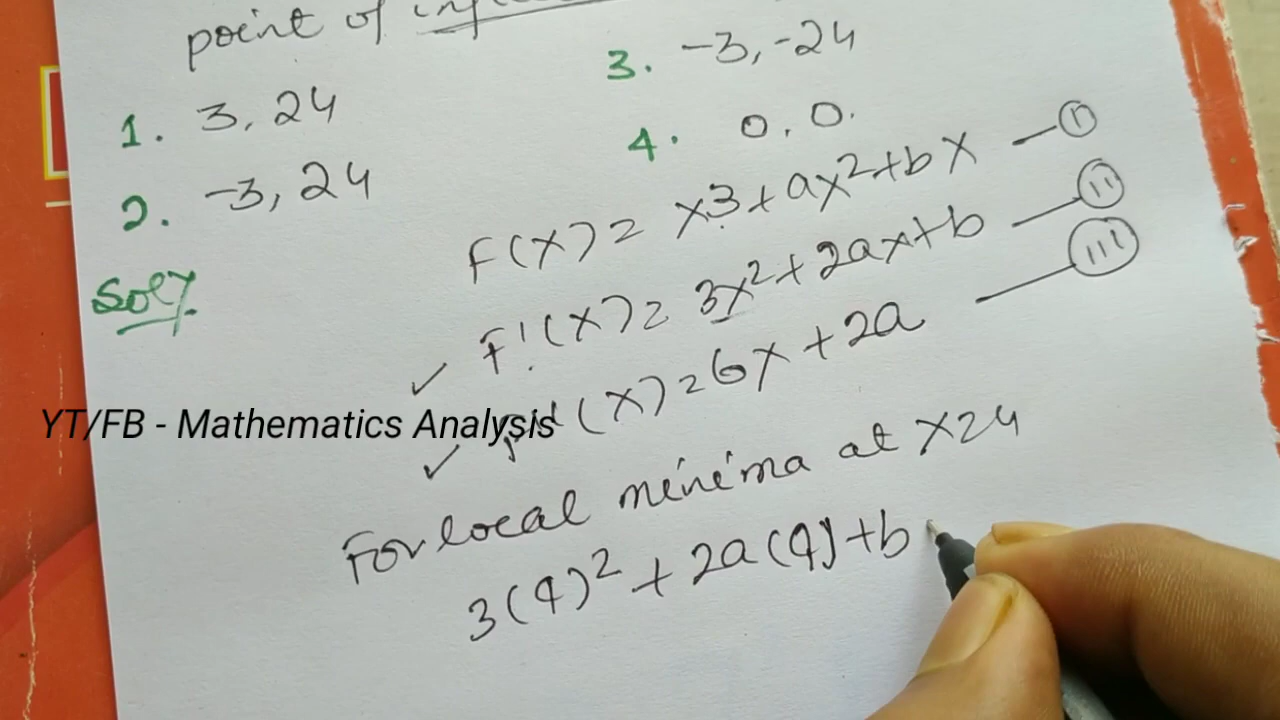 point of
1. 3, 24
2. -3, 24
3. -3, -24
4. 0, 0.
Soln.
F(x) = x3 + ax2 + bx — (i)
F'(x) = 3x2 + 2ax + b — (ii)
F''(x) = 6x + 2a — (iii)
YT/FB - Mathematics Analysis
For local minima at x = 4
3(4)2 + 2a(4) + b